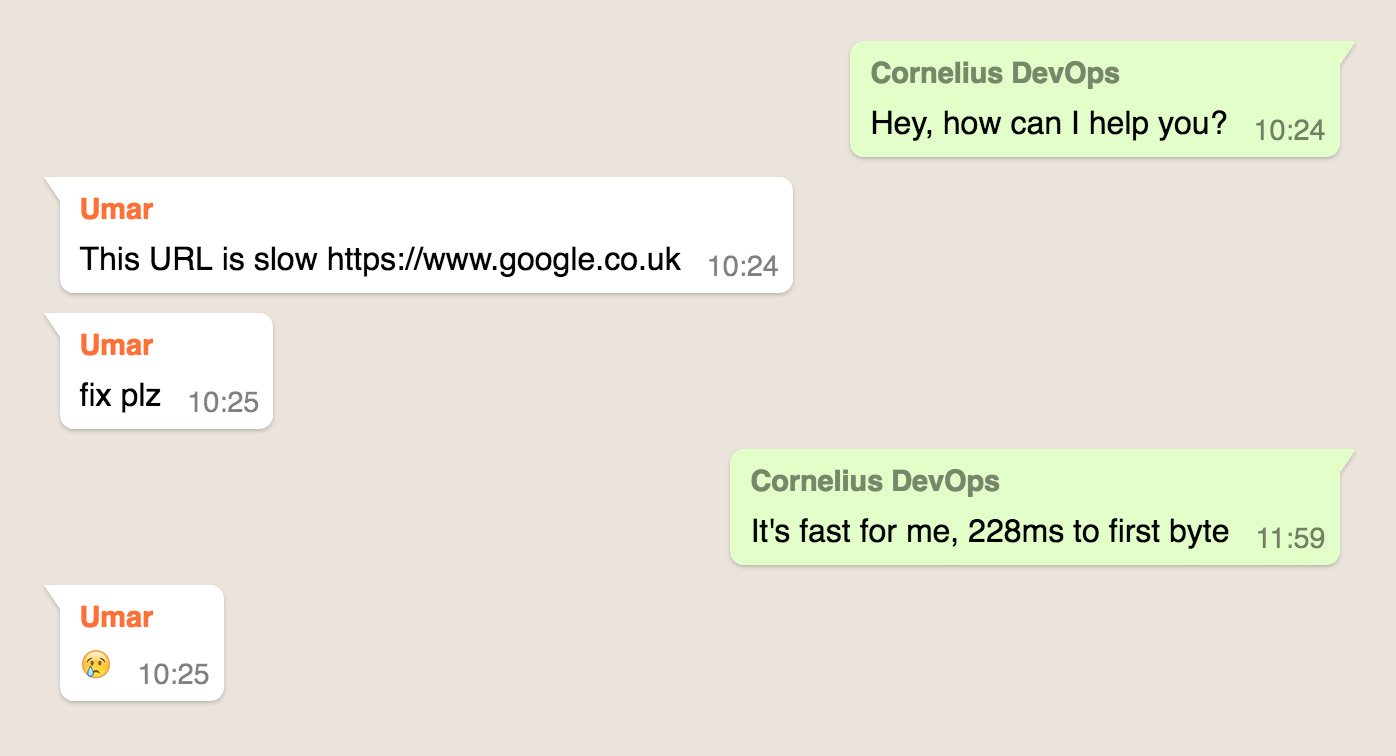 Cornelius DevOps
Hey, how can I help you? 10:24
Umar
This URL is slow https://www.google.co.uk 10:24
Umar
fix plz 10:25
Cornelius DevOps
It's fast for me, 228ms to first byte 11:59
Umar
😢 10:25